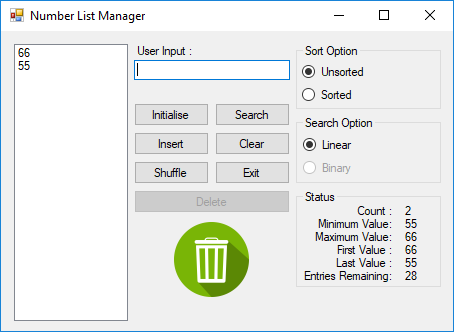 Number List Manager
66
55
User Input :
Initialise
Search
Insert
Clear
Shuffle
Exit
Delete
Sort Option
Unsorted
Sorted
Search Option
Linear
Binary
Status
Count : 2
Minimum Value: 55
Maximum Value: 66
First Value : 66
Last Value : 55
Entries Remaining: 28